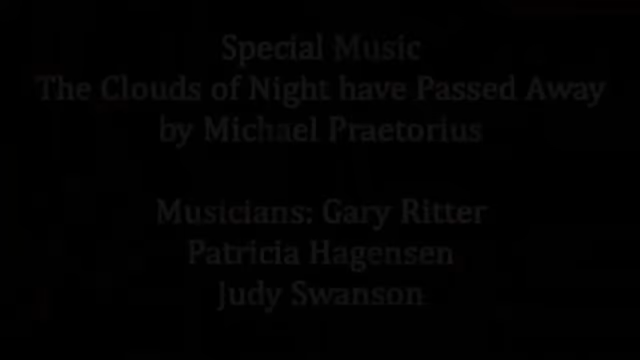 Special Music
The Clouds of Night have Passed Away
by Michael Praetorius
Musicians: Gary Ritter
Patricia Hagensen
Judy Swanson